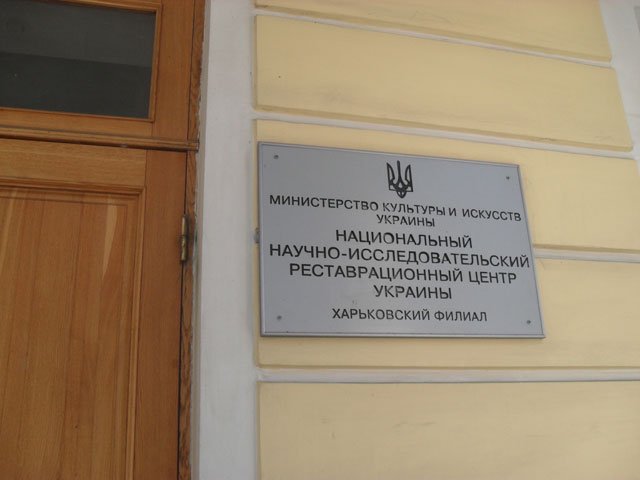 МИНИСТЕРСТВО КУЛЬТУРЫ И ИСКУССТВ
УКРАИНЫ
НАЦИОНАЛЬНЫЙ
НАУЧНО-ИССЛЕДОВАТЕЛЬСКИЙ
РЕСТАВРАЦИОННЫЙ ЦЕНТР
УКРАИНЫ
ХАРЬКОВСКИЙ ФИЛИАЛ